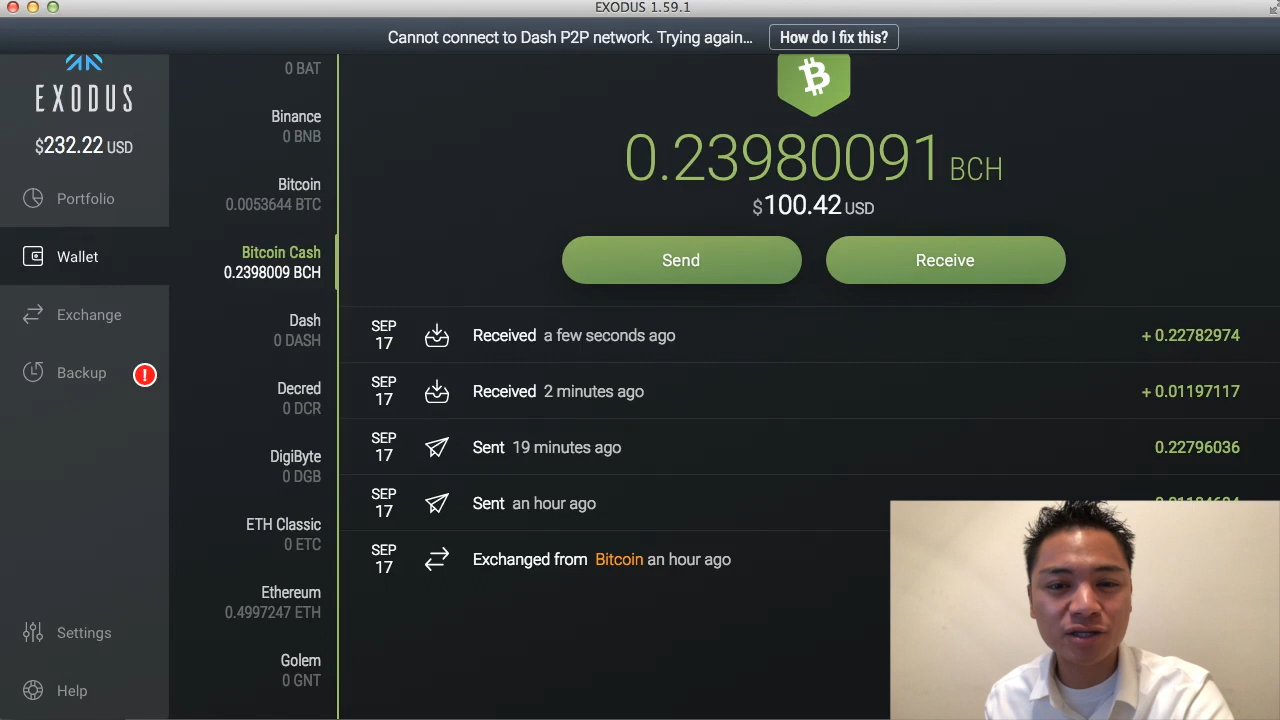 EXODUS 1.59.1
Cannot connect to Dash P2P network. Trying again...
How do I fix this?
EXODUS
$232.22 USD
Portfolio
Wallet
Exchange
Backup
!
Settings
Help
0 BAT
Binance
0 BNB
Bitcoin
0.0053644 BTC
Bitcoin Cash
0.2398009 BCH
Dash
0 DASH
Decred
0 DCR
DigiByte
0 DGB
ETH Classic
0 ETC
Ethereum
0.4997247 ETH
Golem
0 GNT
0.23980091 BCH
$100.42 USD
Send
Receive
SEP 17 Received a few seconds ago + 0.22782974
SEP 17 Received 2 minutes ago + 0.01197117
SEP 17 Sent 19 minutes ago 0.22796036
SEP 17 Sent an hour ago
SEP 17 Exchanged from Bitcoin an hour ago